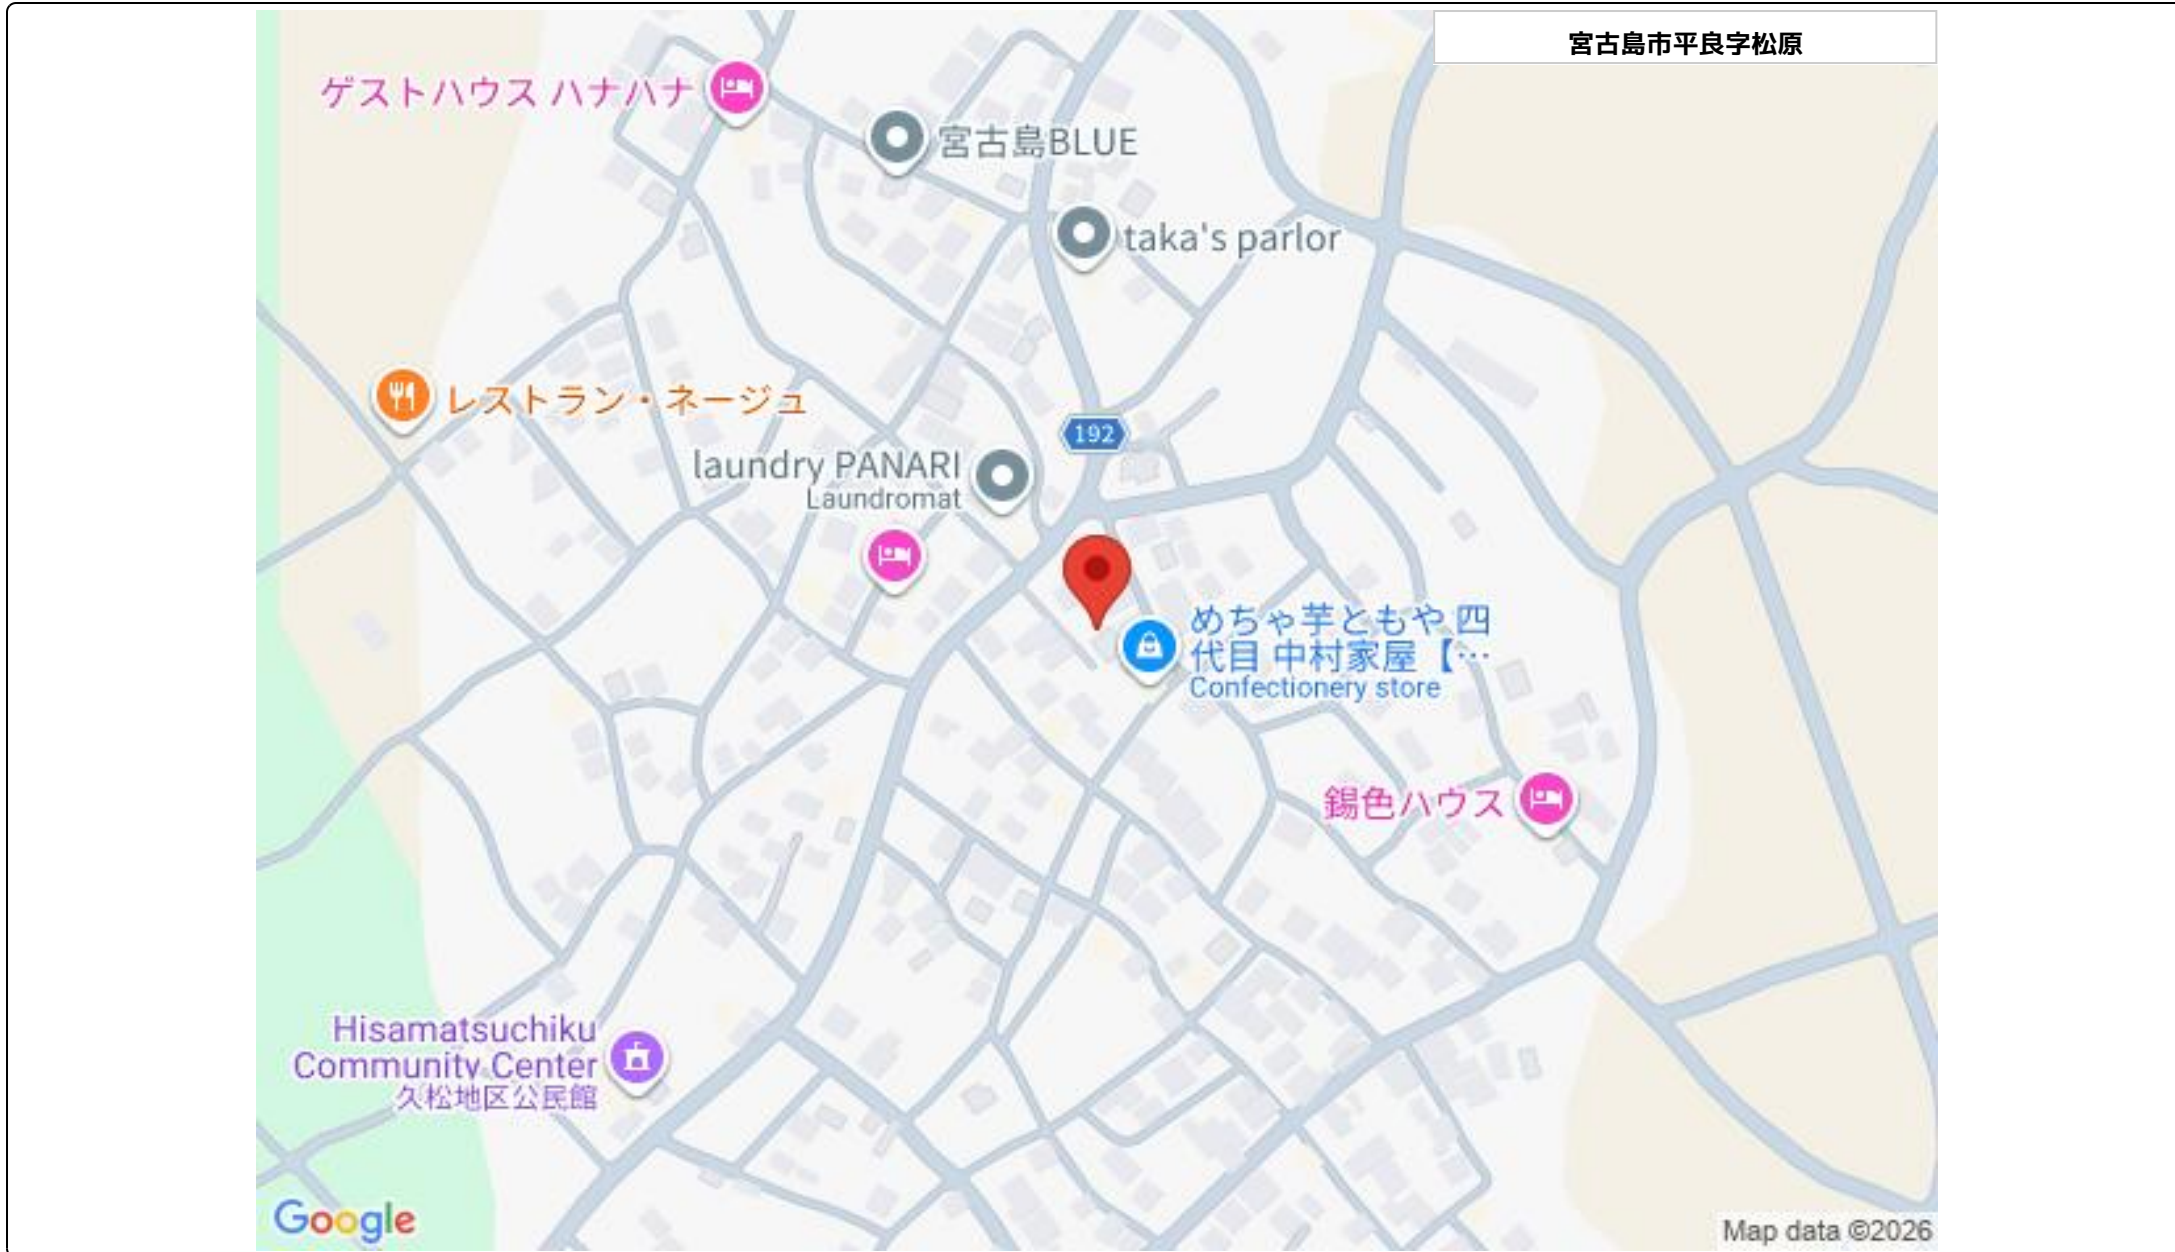 宮古島市平良字松原
ゲストハウス ハナハナ
宮古島BLUE
taka's parlor
レストラン・ネージュ
192
laundry PANARI
Laundromat
めちゃ芋ともや 四
代目 中村家屋【…
Confectionery store
錫色ハウス
Hisamatsuchiku
Community Center
久松地区公民館
Google
Map data ©2026